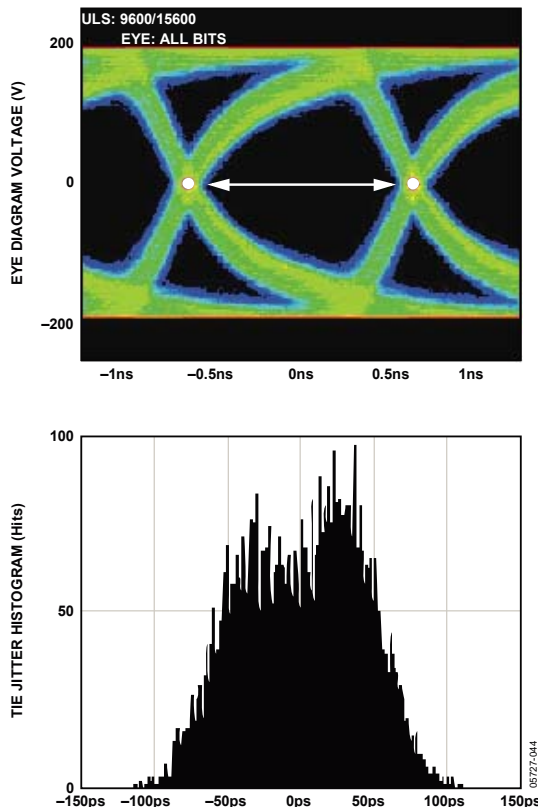 ULS: 9600/15600
EYE: ALL BITS
EYE DIAGRAM VOLTAGE (V)
200
0
–200
–1ns –0.5ns 0ns 0.5ns 1ns
TIE JITTER HISTOGRAM (Hits)
100
50
0
–150ps –100ps –50ps 0ps 50ps 100ps 150ps
05727-044